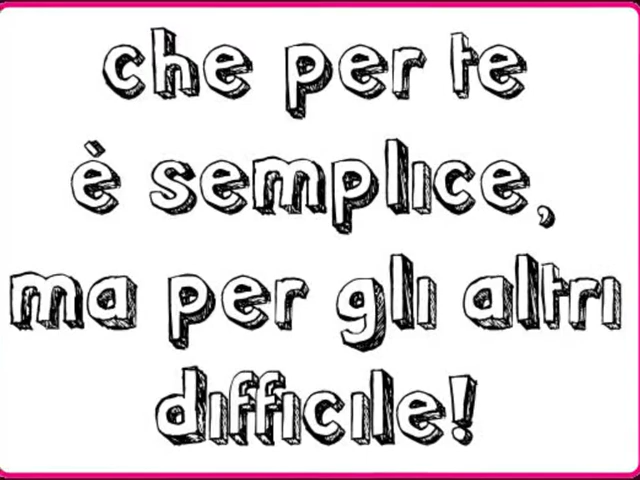 che per te
è semplice,
ma per gli altri
difficile!